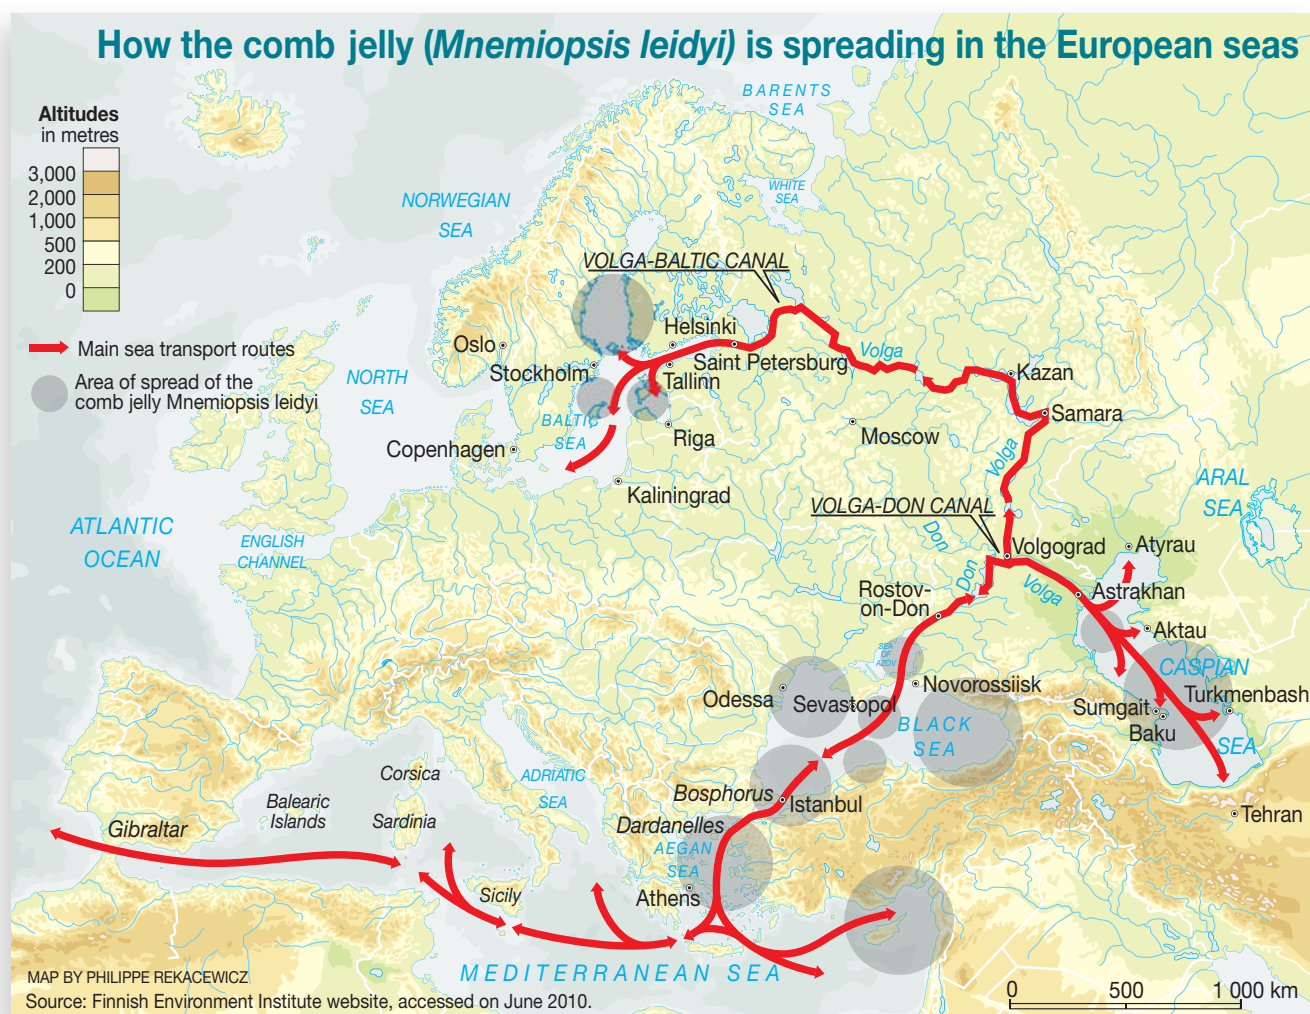 How the comb jelly (Mnemiopsis leidyi) is spreading in the European seas
Altitudes
in metres
3,000
2,000
1,000
500
200
0
Main sea transport routes
Area of spread of the
comb jelly Mnemiopsis leidyi
BARENTS
SEA
WHITE
SEA
NORWEGIAN
SEA
VOLGA-BALTIC CANAL
Helsinki
Oslo
Saint Petersburg
Volga
Stockholm
Tallinn
Kazan
NORTH
SEA
Samara
BALTIC
SEA
Riga
Moscow
Copenhagen
Volga
Kaliningrad
ARAL
SEA
VOLGA-DON CANAL
ATLANTIC
OCEAN
ENGLISH
CHANNEL
Don
Volgograd
Atyrau
Don
Volga
Astrakhan
Rostov-
on-Don
Aktau
SEA
OF
AZOV
CASPIAN
SEA
Odessa
Sevastopol
Novorossiisk
Turkmenbash
Sumgait
Baku
BLACK
SEA
Corsica
ADRIATIC
SEA
Balearic
Islands
Sardinia
Bosphorus
Istanbul
Tehran
Gibraltar
Dardanelles
AEGAN
SEA
Sicily
Athens
MEDITERRANEAN SEA
MAP BY PHILIPPE REKACEWICZ
Source: Finnish Environment Institute website, accessed on June 2010.
0 500 1 000 km